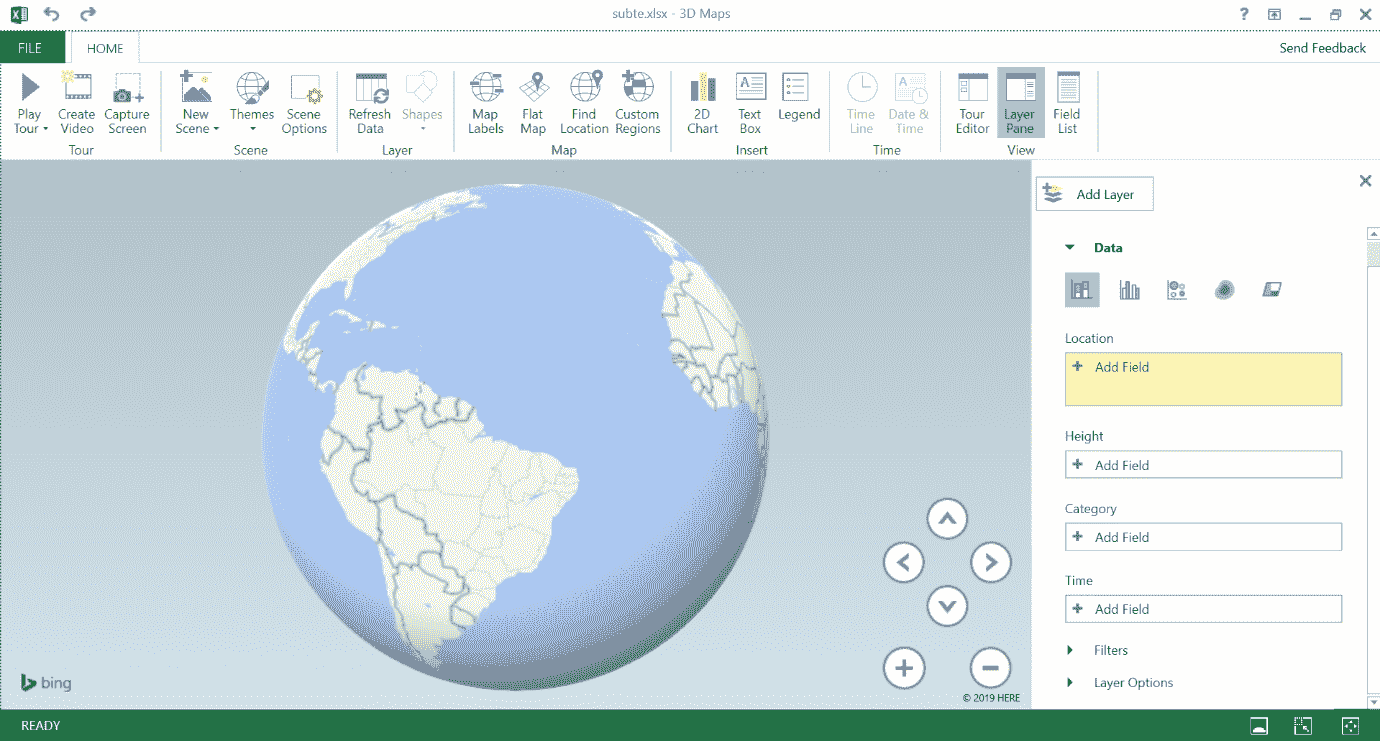 subte.xlsx - 3D Maps
FILE
HOME
Send Feedback
Play Tour
Create Video
Capture Screen
Tour
New Scene
Themes
Scene Options
Scene
Refresh Data
Shapes
Layer
Map Labels
Flat Map
Find Location
Custom Regions
Map
2D Chart
Text Box
Legend
Insert
Time Line
Date & Time
Time
Tour Editor
Layer Pane
Field List
View
Add Layer
Data
Location
+ Add Field
Height
+ Add Field
Category
+ Add Field
Time
+ Add Field
Filters
Layer Options
bing
© 2019 HERE
READY